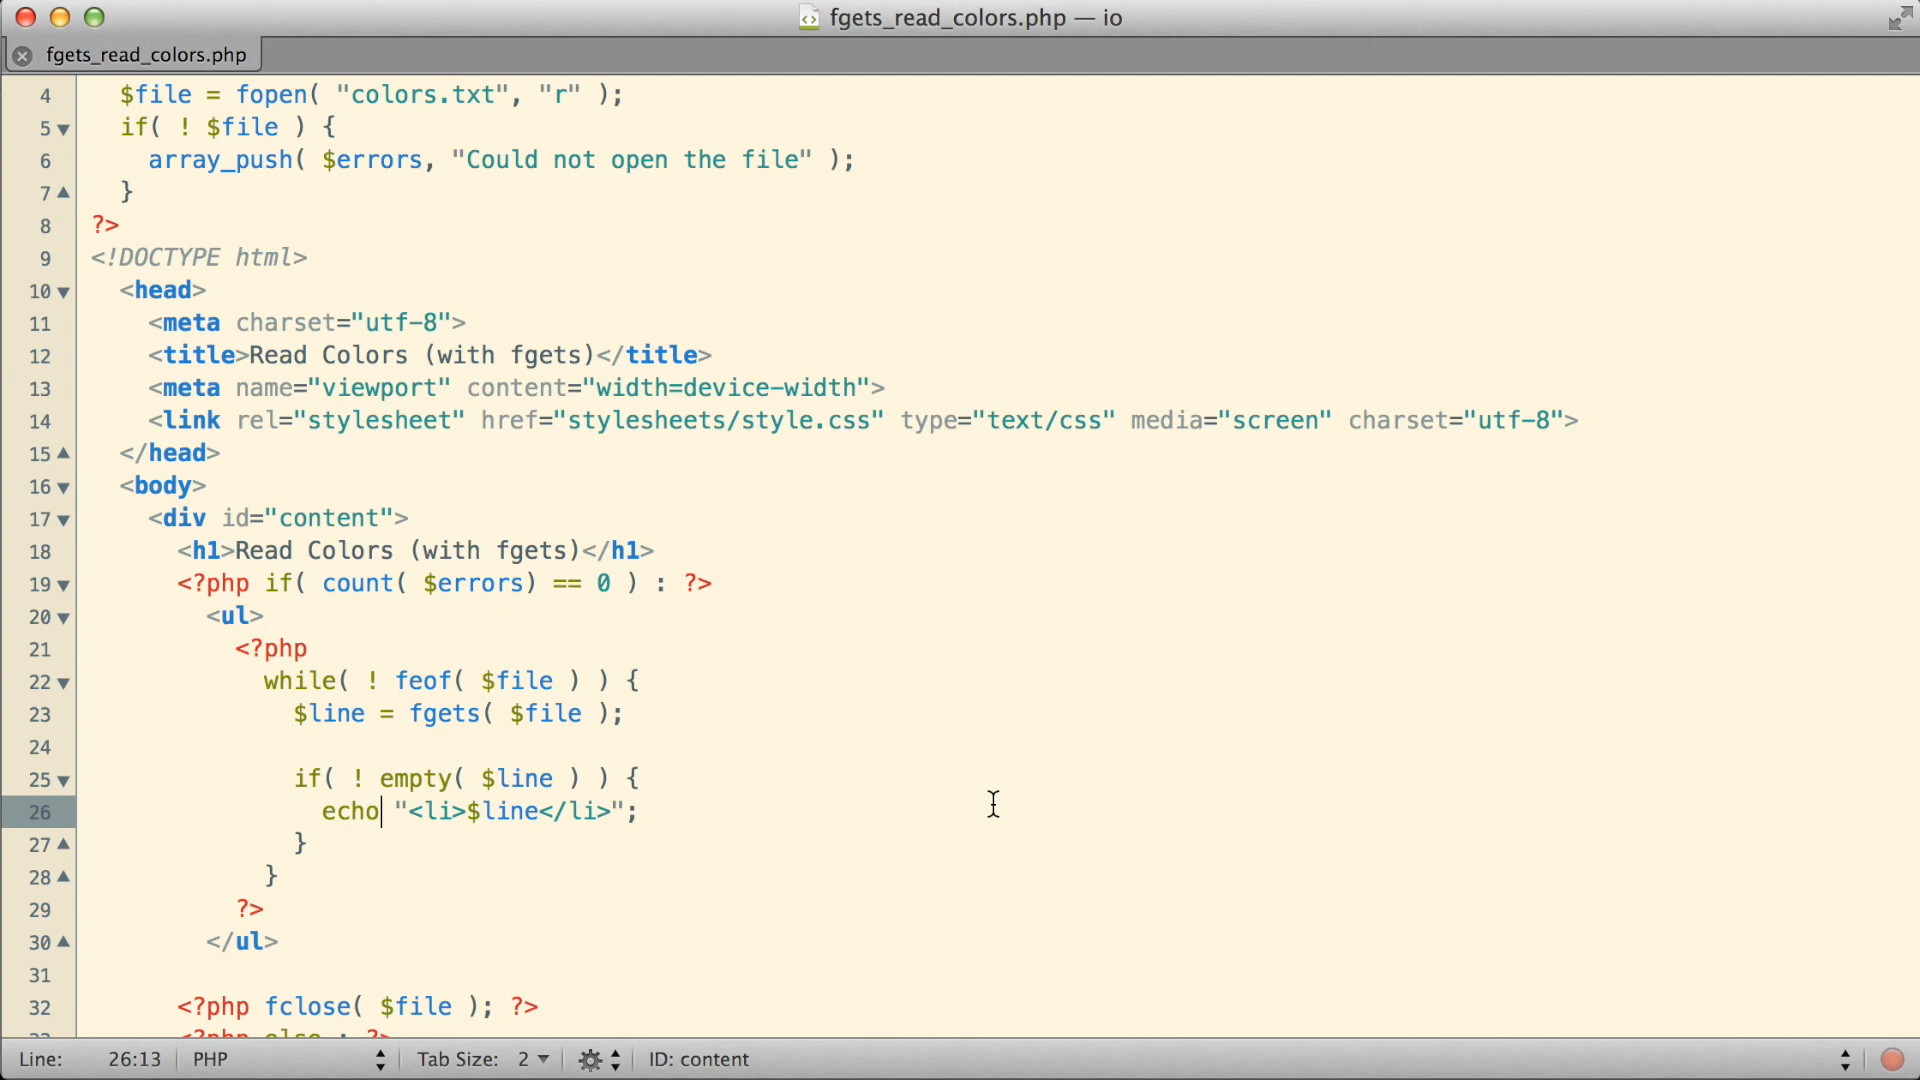 fgets_read_colors.php — io
fgets_read_colors.php
4 $file = fopen( "colors.txt", "r" );
5 if( ! $file ) {
6 array_push( $errors, "Could not open the file" );
7 }
8 ?>
9 <!DOCTYPE html>
10 <head>
11 <meta charset="utf-8">
12 <title>Read Colors (with fgets)</title>
13 <meta name="viewport" content="width=device-width">
14 <link rel="stylesheet" href="stylesheets/style.css" type="text/css" media="screen" charset="utf-8">
15 </head>
16 <body>
17 <div id="content">
18 <h1>Read Colors (with fgets)</h1>
19 <?php if( count( $errors) == 0 ) : ?>
20 <ul>
21 <?php
22 while( ! feof( $file ) ) {
23 $line = fgets( $file );
24
25 if( ! empty( $line ) ) {
26 echo "<li>$line</li>";
27 }
28 }
29 ?>
30 </ul>
31
32 <?php fclose( $file ); ?>
33 <?php else : ?>
Line: 26:13 PHP Tab Size: 2 ID: content